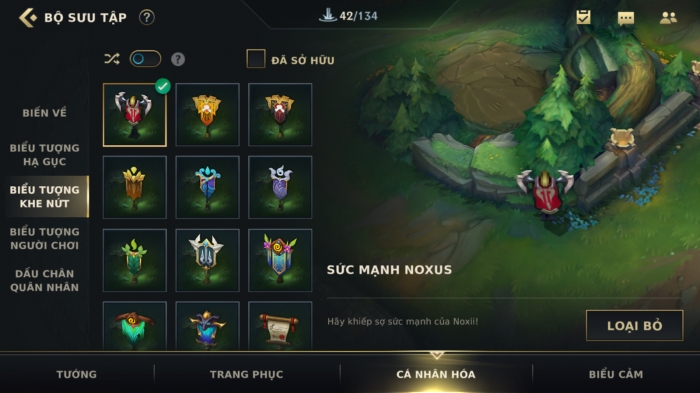 BỘ SƯU TẬP ?
42/134
? ĐÃ SỞ HỮU
BIẾN VỀ
BIỂU TƯỢNG
HẠ GỤC
BIỂU TƯỢNG
KHE NỨT
BIỂU TƯỢNG
NGƯỜI CHƠI
DẤU CHÂN
QUÂN NHÂN
SỨC MẠNH NOXUS
Hãy khiếp sợ sức mạnh của Noxii!
LOẠI BỎ
TƯỚNG
TRANG PHỤC
CÁ NHÂN HÓA
BIỂU CẢM